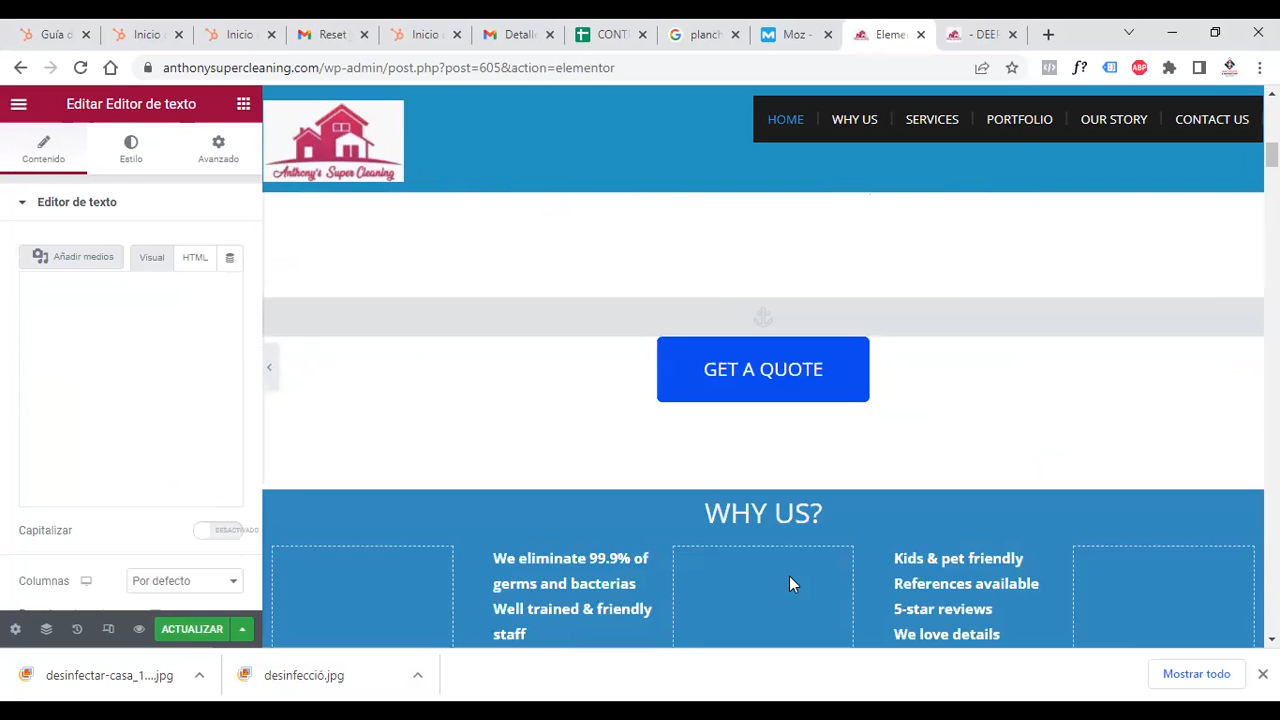 Guía d
Inicio d
Inicio d
Reset
Inicio d
Detalle
CONTE
planch
Moz -
Eleme
- DEEF
anthonysupercleaning.com/wp-admin/post.php?post=605&action=elementor
Editar Editor de texto
Contenido
Estilo
Avanzado
Editor de texto
Añadir medios
Visual
HTML
Capitalizar
DESACTIVADO
Columnas
Por defecto
ACTUALIZAR
Anthony's Super Cleaning
HOME
WHY US
SERVICES
PORTFOLIO
OUR STORY
CONTACT US
GET A QUOTE
WHY US?
We eliminate 99.9% of
germs and bacterias
Well trained & friendly
staff
Kids & pet friendly
References available
5-star reviews
We love details
desinfectar-casa_1....jpg
desinfecció.jpg
Mostrar todo